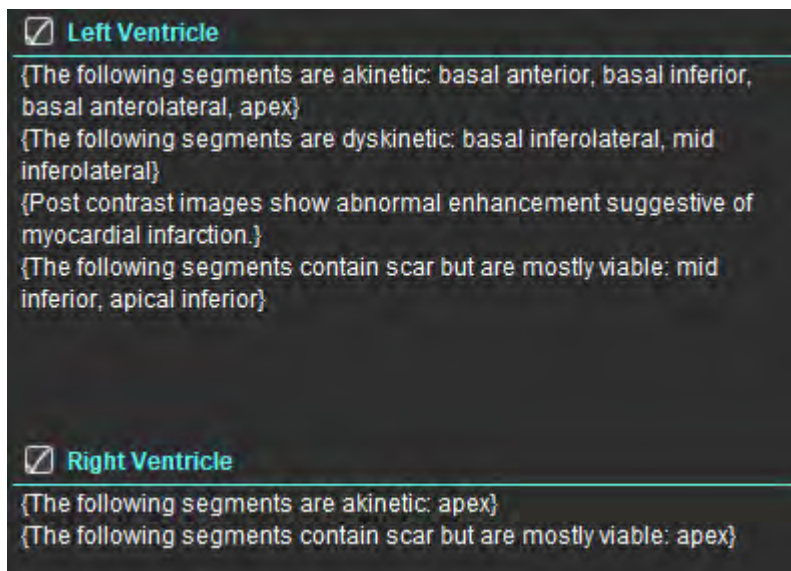 Left Ventricle
{The following segments are akinetic: basal anterior, basal inferior,
basal anterolateral, apex}
{The following segments are dyskinetic: basal inferolateral, mid
inferolateral}
{Post contrast images show abnormal enhancement suggestive of
myocardial infarction.}
{The following segments contain scar but are mostly viable: mid
inferior, apical inferior}
Right Ventricle
{The following segments are akinetic: apex}
{The following segments contain scar but are mostly viable: apex}